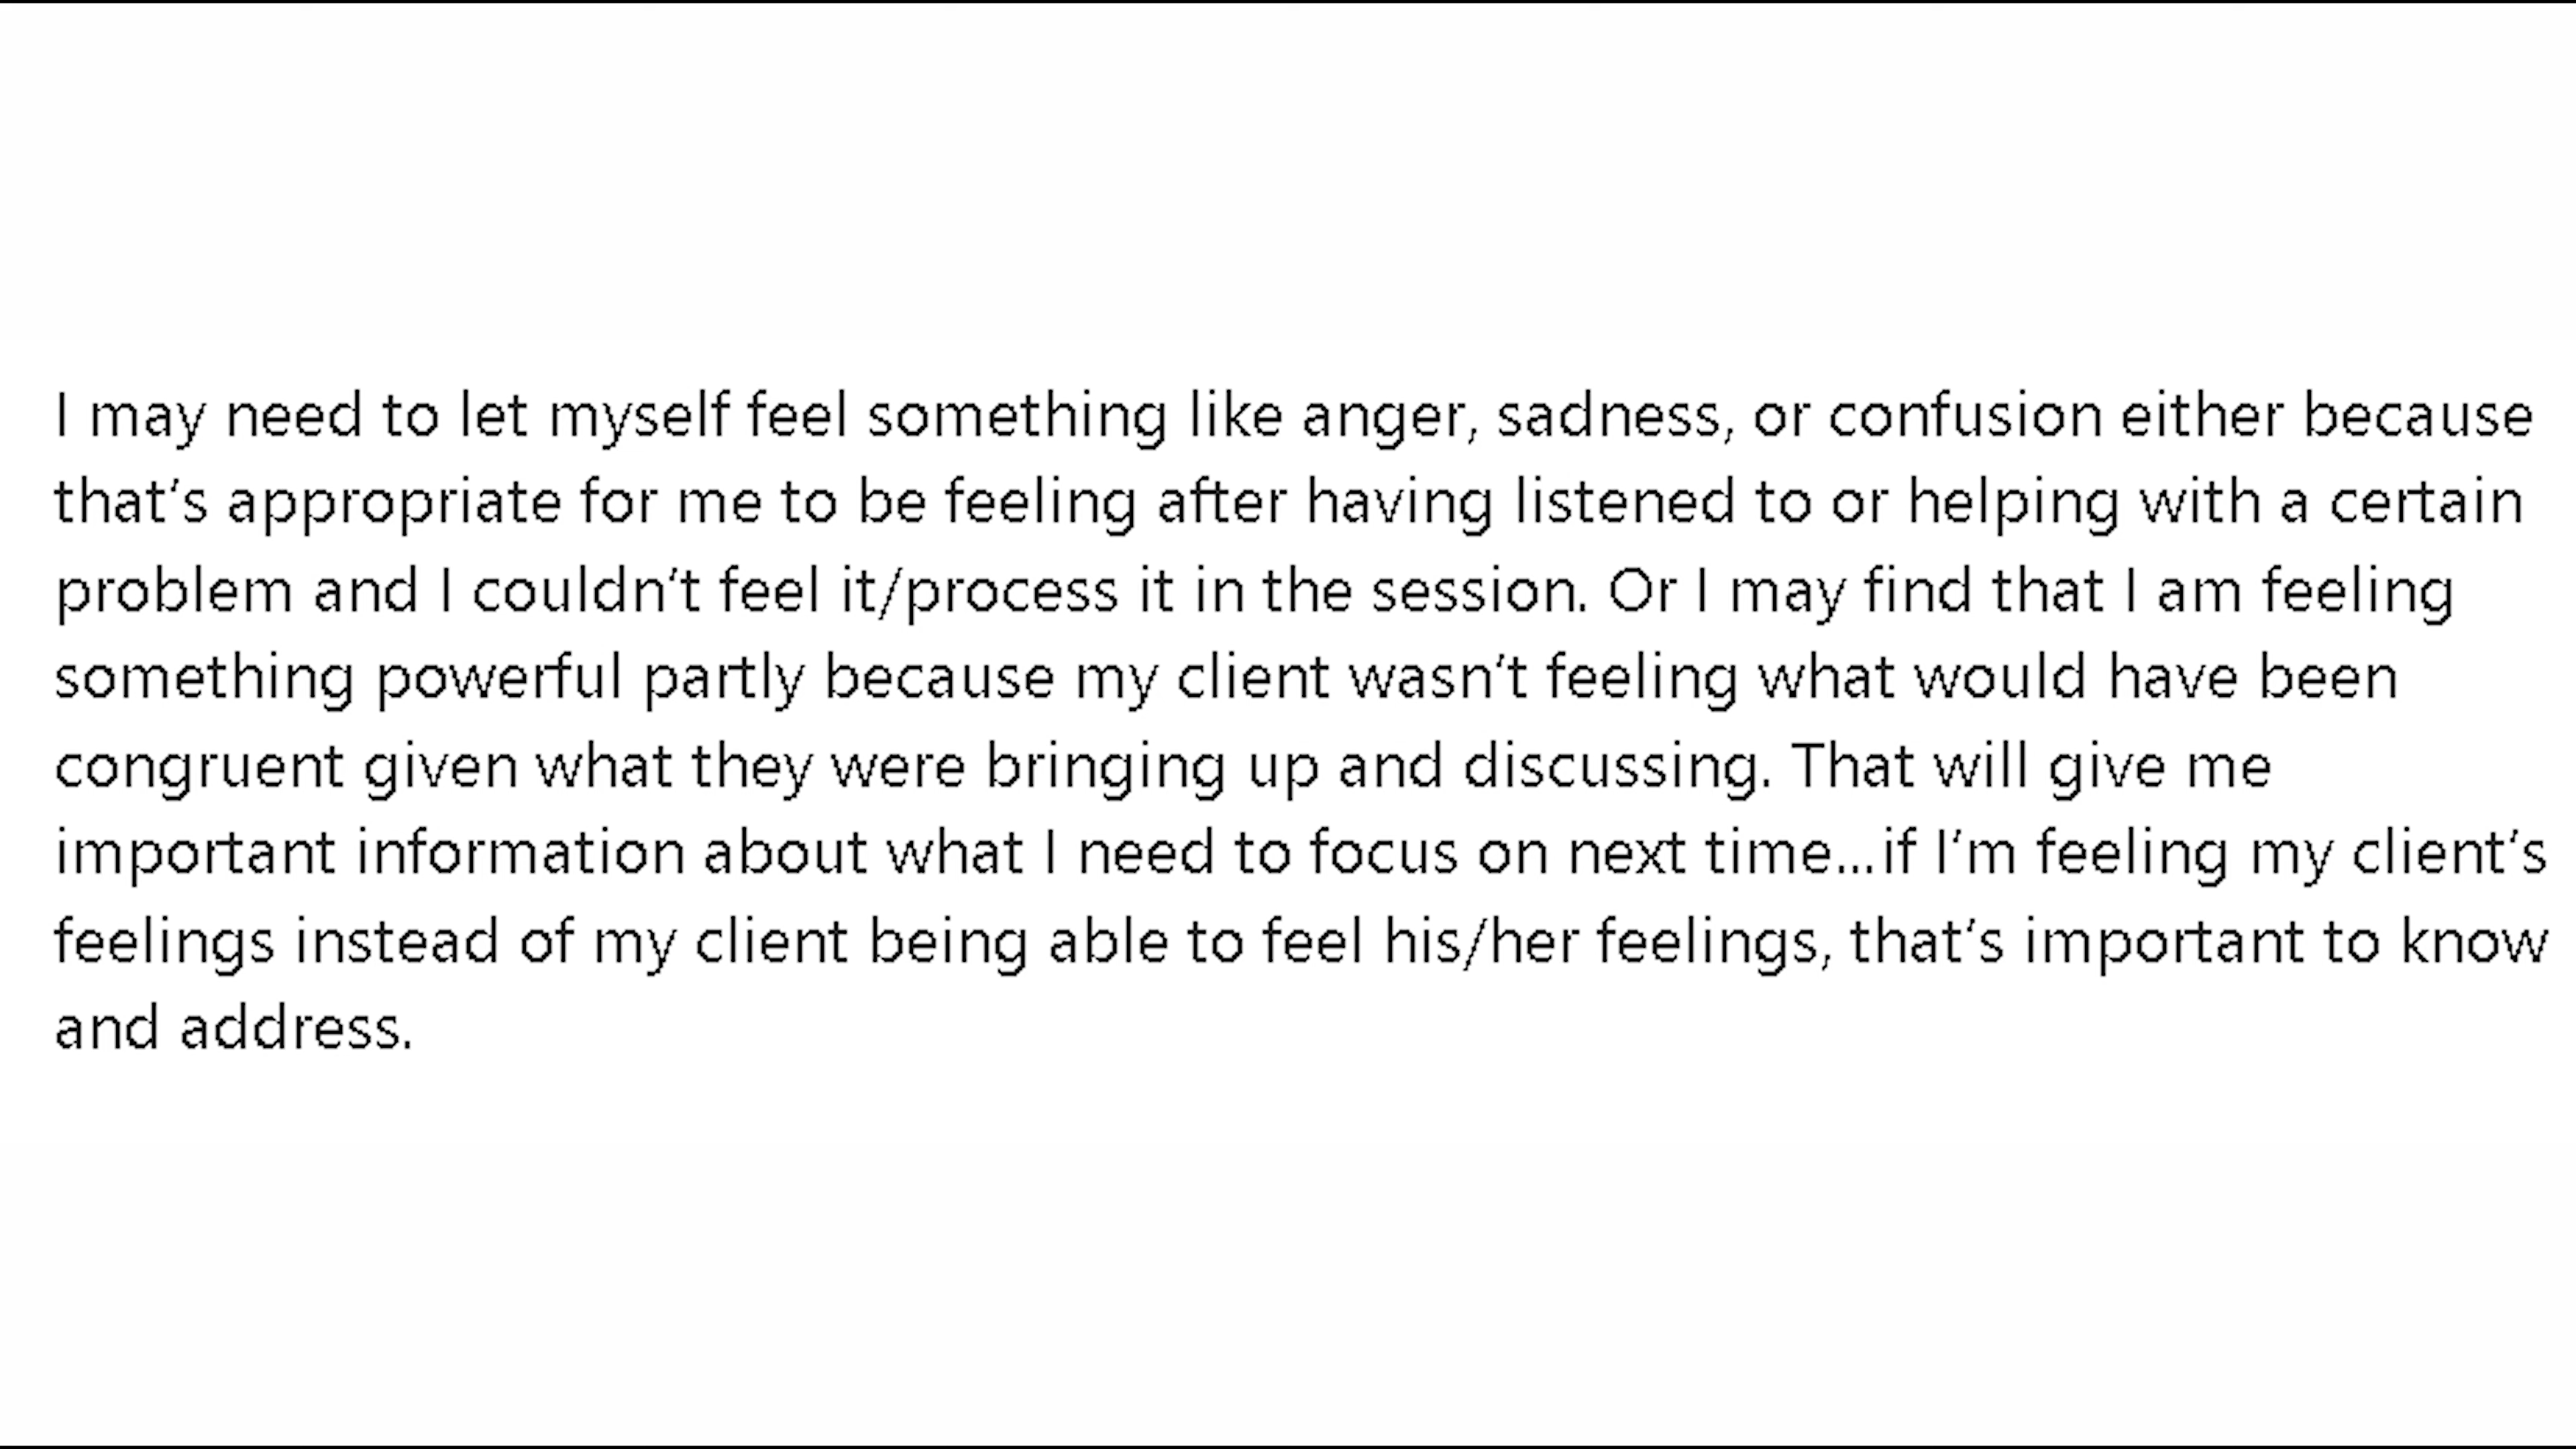 I may need to let myself feel something like anger, sadness, or confusion either because
that’s appropriate for me to be feeling after having listened to or helping with a certain
problem and I couldn’t feel it/process it in the session. Or I may find that I am feeling
something powerful partly because my client wasn’t feeling what would have been
congruent given what they were bringing up and discussing. That will give me
important information about what I need to focus on next time...if I’m feeling my client’s
feelings instead of my client being able to feel his/her feelings, that’s important to know
and address.